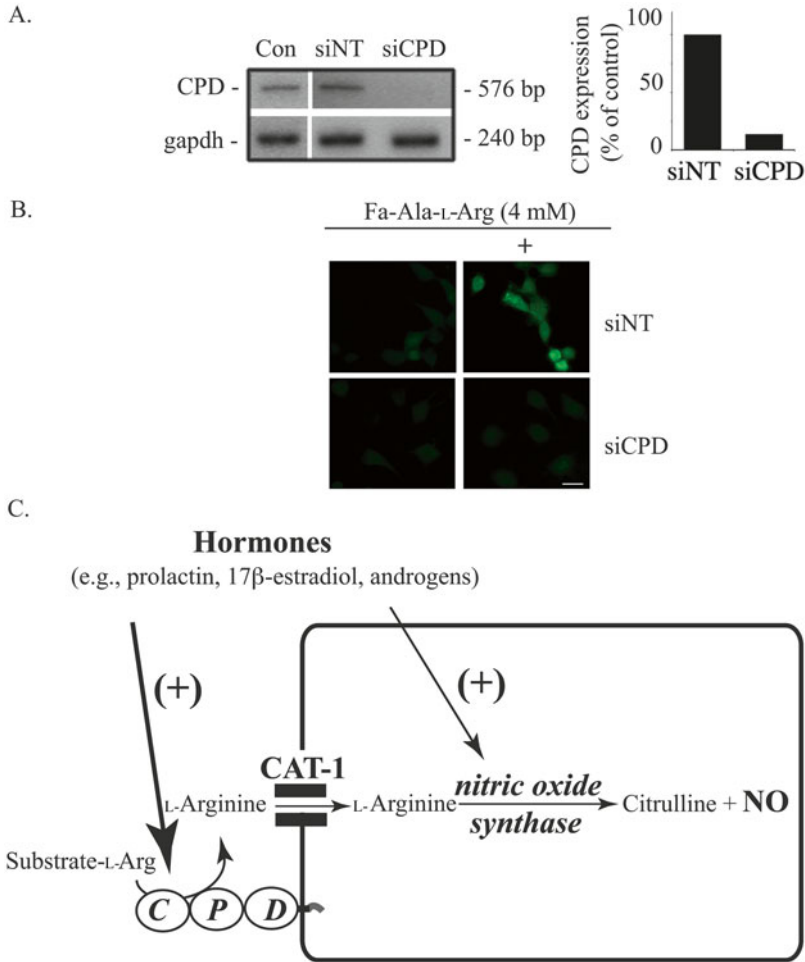 A.
Con siNT siCPD
CPD - - 576 bp
gapdh - - 240 bp
CPD expression
(% of control)
100
50
0
siNT siCPD
B.
Fa-Ala-L-Arg (4 mM)
+
siNT
siCPD
C.
Hormones
(e.g., prolactin, 17β-estradiol, androgens)
(+) (+)
CAT-1
L-Arginine L-Arginine nitric oxide synthase Citrulline + NO
Substrate-L-Arg
C P D